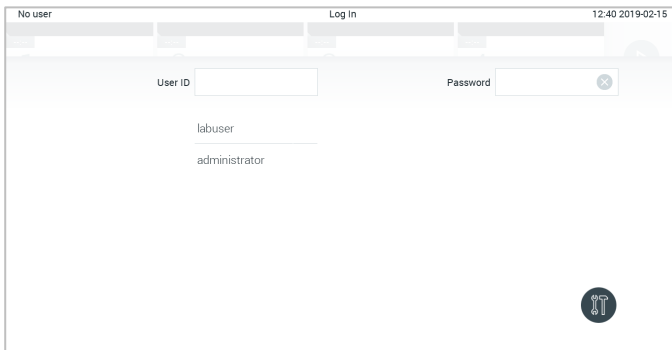 No user Log In 12:40 2019-02-15
User ID Password
labuser
administrator